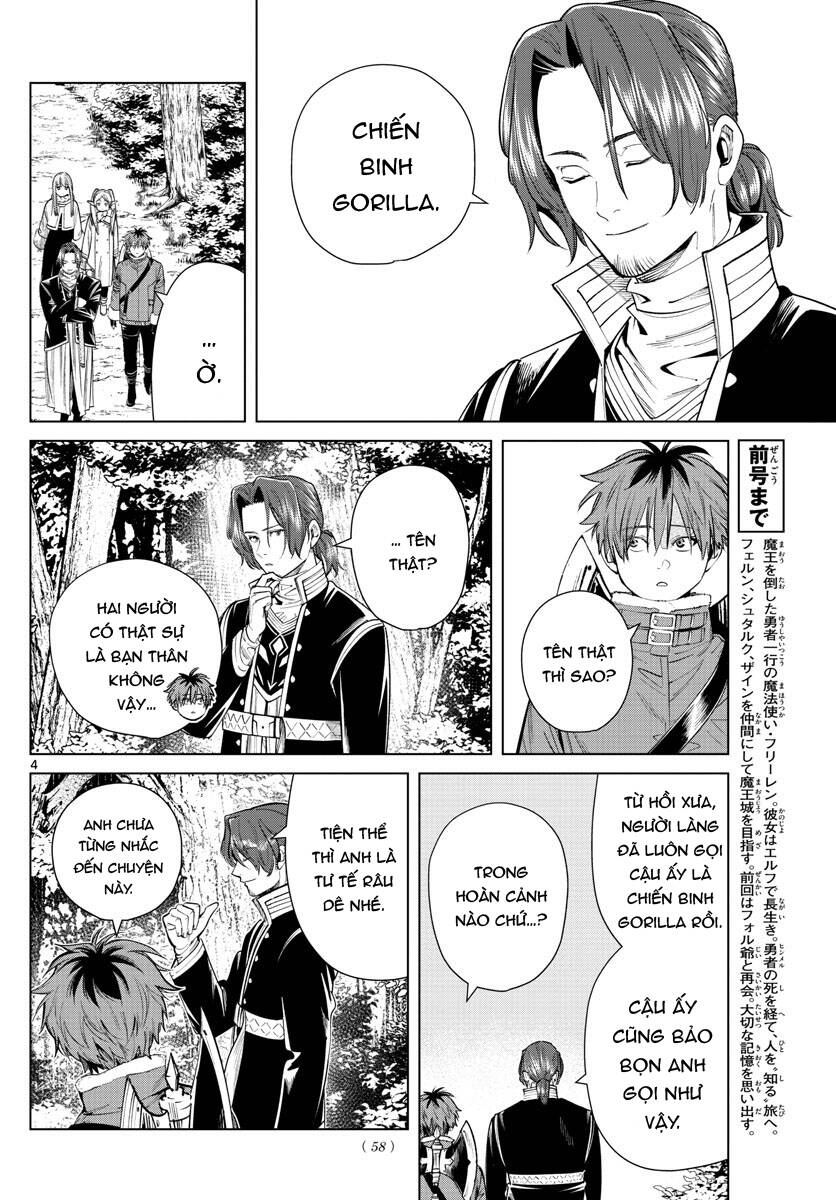 CHIẾN
BINH
GORILLA.
...
Ờ.
TÊN THẬT
THÌ SAO?
... TÊN
THẬT?
HAI NGƯỜI
CÓ THẬT SỰ
LÀ BẠN THÂN
KHÔNG
VẬY...
4
TỪ HỒI XƯA,
NGƯỜI LÀNG
ĐÃ LUÔN GỌI
CẬU ẤY LÀ
CHIẾN BINH
GORILLA RỒI.
TRONG
HOÀN CẢNH
NÀO CHỨ...?
CẬU ẤY
CŨNG BẢO
BỌN ANH
GỌI NHƯ
VẬY.
TIỆN THỂ
THÌ ANH LÀ
TƯ TẾ RÂU
DÊ NHÉ.
ANH CHƯA
TỪNG NHẮC
ĐẾN CHUYỆN
NÀY.
前号まで
魔王を倒した勇者一行の魔法使い・フリーレン。彼女はエルフで長生き。勇者の死を経て、人を“知る”旅へ。
フェルン、シュタルク、ザインを仲間にして魔王城を目指す。前回はフォル爺と再会。大切な記憶を思い出す。
(58)